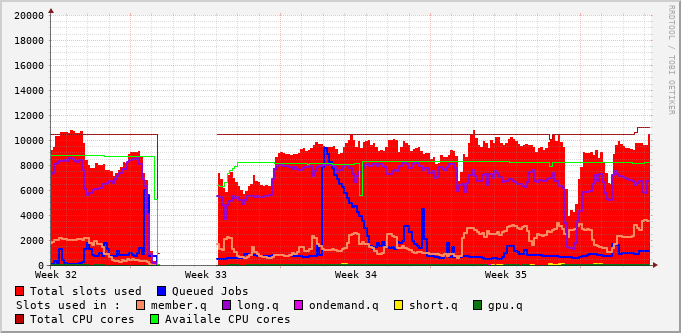 20000
18000
16000
14000
12000
10000
8000
6000
4000
2000
0
Week 32 Week 33 Week 34 Week 35
Total slots used Queued Jobs
Slots used in : member.q long.q ondemand.q short.q gpu.q
Total CPU cores Availale CPU cores
RRDTOOL / TOBI OETIKER